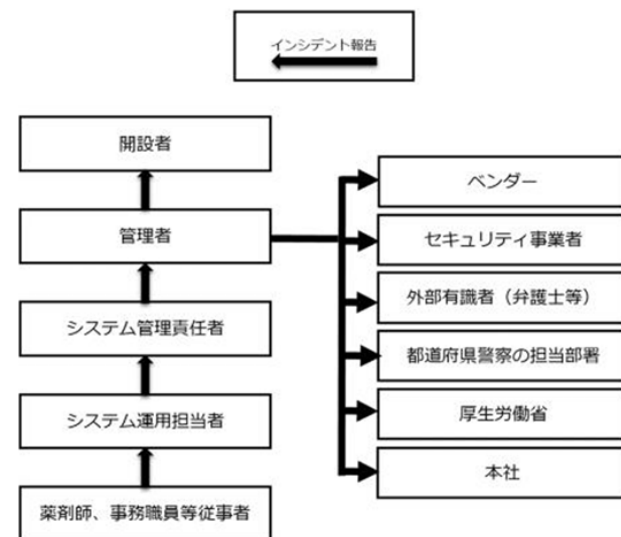 インシデント報告
開設者
管理者
システム管理責任者
システム運用担当者
薬剤師、事務職員等従事者
ベンダー
セキュリティ事業者
外部有識者（弁護士等）
都道府県警察の担当部署
厚生労働省
本社